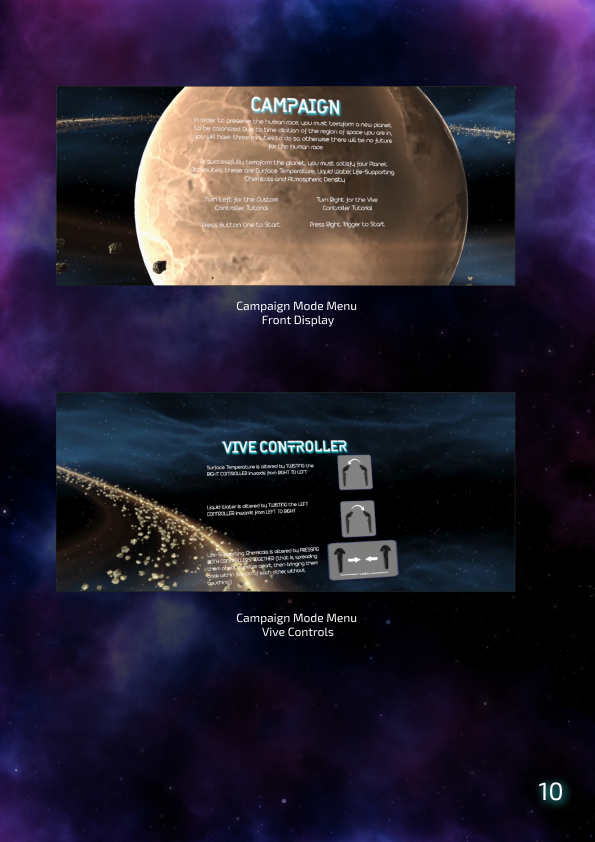 CAMPAIGN
In order to preserve the human race, you must terraform a new planet
to be colonized. Due to time dilation of the region of space you are in,
you will have three minutes to do so otherwise there will be no future
for the human race
To successfully terraform the planet, you must satisfy four Planet
Attributes; these are Surface Temperature, Liquid Water, Life-Supporting
Chemicals and Atmospheric Density
Turn Left for the Custom
Controller Tutorial
Turn Right for the Vive
Controller Tutorial
Press Button One to Start
Press Right Trigger to Start
Campaign Mode Menu
Front Display
VIVE CONTROLLER
Surface Temperature is altered by TWISTING the
RIGHT CONTROLLER inwards from RIGHT TO LEFT
Liquid Water is altered by TWISTING the LEFT
CONTROLLER inwards from LEFT TO RIGHT
Life-Supporting Chemicals is altered by PRESSING
BOTH CONTROLLERS TOGETHER (that is, spreading
them apart, then bringing them
back within of each other, without
touching)
Campaign Mode Menu
Vive Controls
10